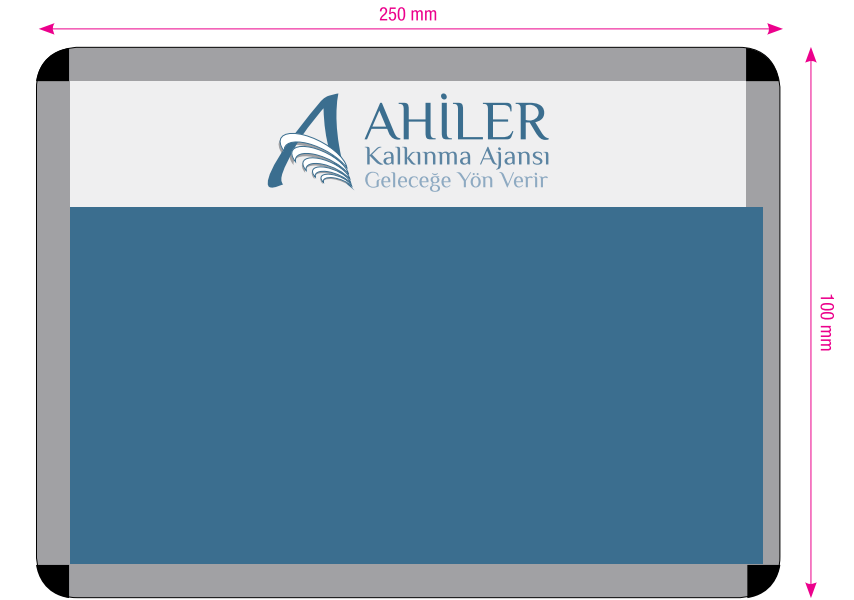 250 mm
AHİLER
Kalkınma Ajansı
Geleceğe Yön Verir
100 mm